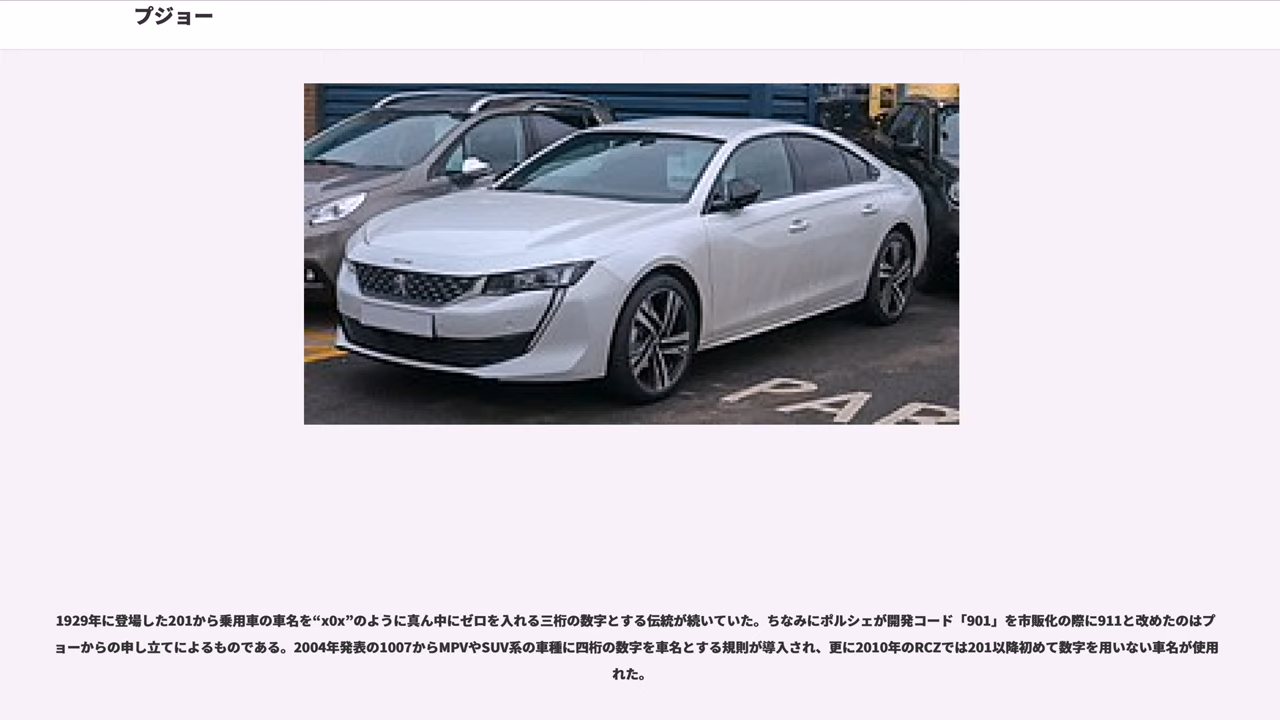 プジョー
PAR
1929年に登場した201から乗用車の車名を“x0x”のように真ん中にゼロを入れる三桁の数字とする伝統が続いていた。ちなみにポルシェが開発コード「901」を市販化の際に911と改めたのはプ
ョーからの申し立てによるものである。2004年発表の1007からMPVやSUV系の車種に四桁の数字を車名とする規則が導入され、更に2010年のRCZでは201以降初めて数字を用いない車名が使用
れた。